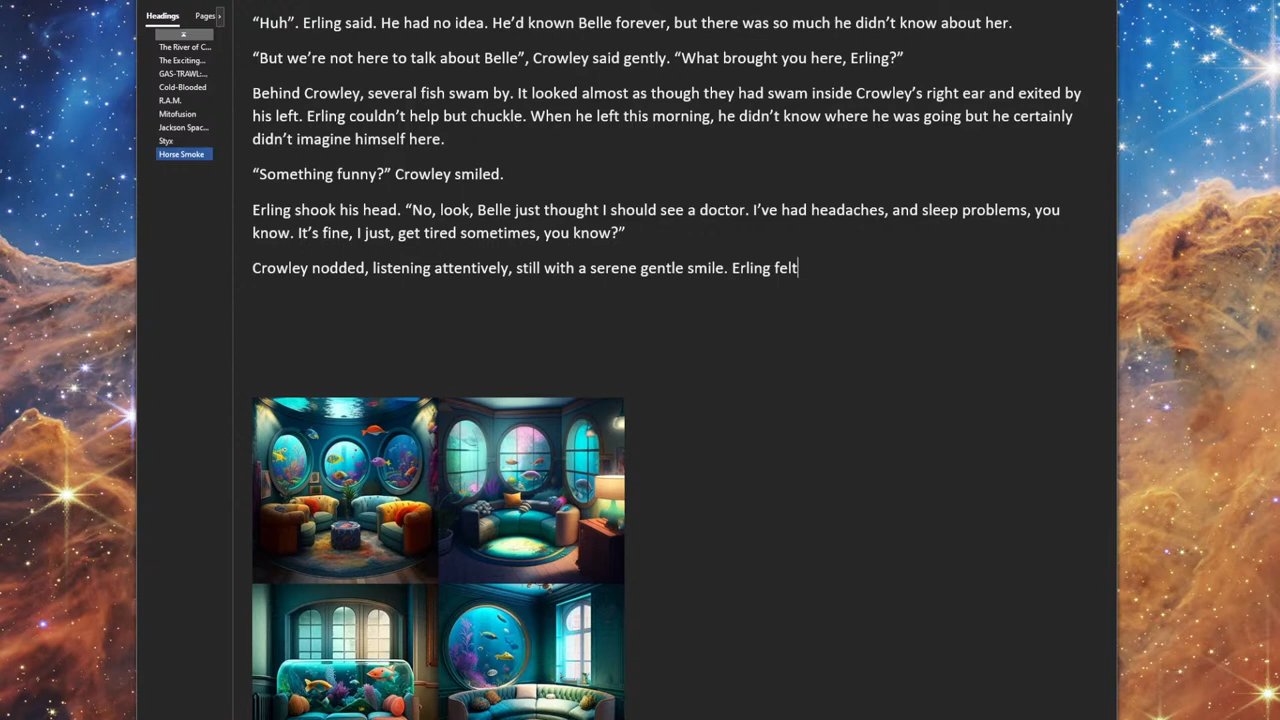 Headings
Pages
The River of C...
The Exciting...
GAS-TRAWL:...
Cold-Blooded
R.A.M.
Mitofusion
Jackson Spac...
Styx
Horse Smoke
“Huh”. Erling said. He had no idea. He’d known Belle forever, but there was so much he didn’t know about her.
“But we’re not here to talk about Belle”, Crowley said gently. “What brought you here, Erling?”
Behind Crowley, several fish swam by. It looked almost as though they had swam inside Crowley’s right ear and exited by
his left. Erling couldn’t help but chuckle. When he left this morning, he didn’t know where he was going but he certainly
didn’t imagine himself here.
“Something funny?” Crowley smiled.
Erling shook his head. “No, look, Belle just thought I should see a doctor. I’ve had headaches, and sleep problems, you
know. It’s fine, I just, get tired sometimes, you know?”
Crowley nodded, listening attentively, still with a serene gentle smile. Erling felt